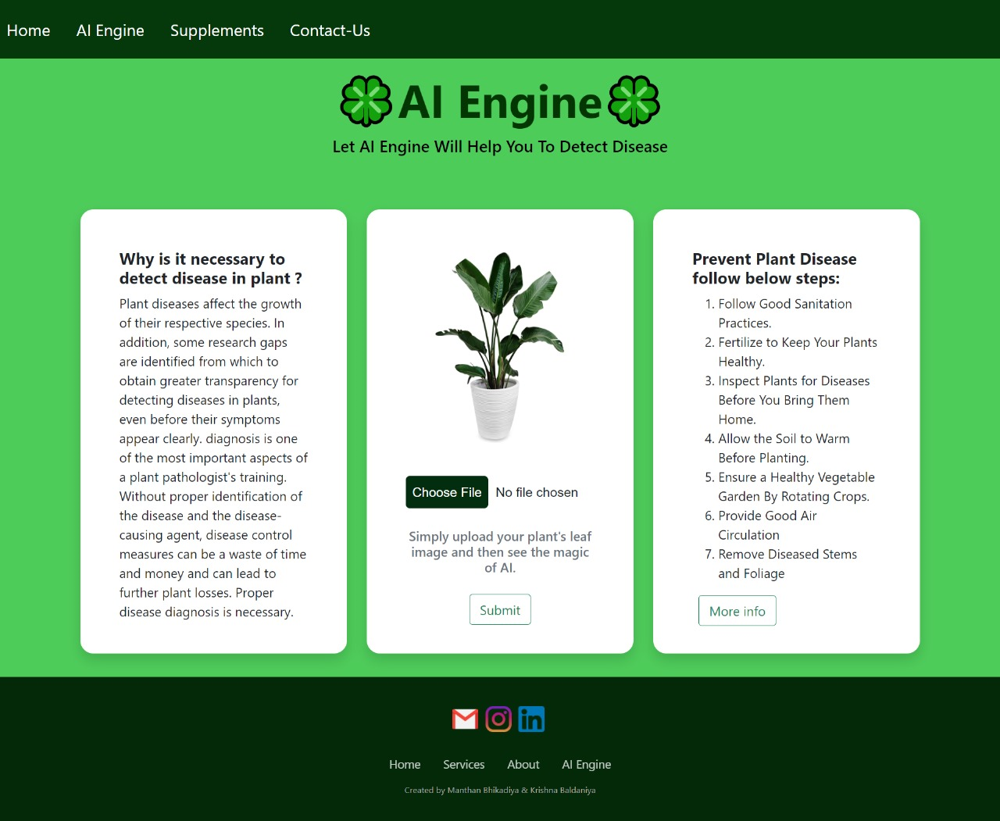 Home AI Engine Supplements Contact-Us
AI Engine
Let AI Engine Will Help You To Detect Disease
Why is it necessary to
detect disease in plant ?
Plant diseases affect the growth
of their respective species. In
addition, some research gaps
are identified from which to
obtain greater transparency for
detecting diseases in plants,
even before their symptoms
appear clearly. diagnosis is one
of the most important aspects of
a plant pathologist's training.
Without proper identification of
the disease and the disease-
causing agent, disease control
measures can be a waste of time
and money and can lead to
further plant losses. Proper
disease diagnosis is necessary.
Choose File No file chosen
Simply upload your plant's leaf
image and then see the magic
of AI.
Submit
Prevent Plant Disease
follow below steps:
1. Follow Good Sanitation
Practices.
2. Fertilize to Keep Your Plants
Healthy.
3. Inspect Plants for Diseases
Before You Bring Them
Home.
4. Allow the Soil to Warm
Before Planting.
5. Ensure a Healthy Vegetable
Garden By Rotating Crops.
6. Provide Good Air
Circulation
7. Remove Diseased Stems
and Foliage
More info
Home Services About AI Engine
Created by Manthan Bhikadiya & Krishna Baldaniya